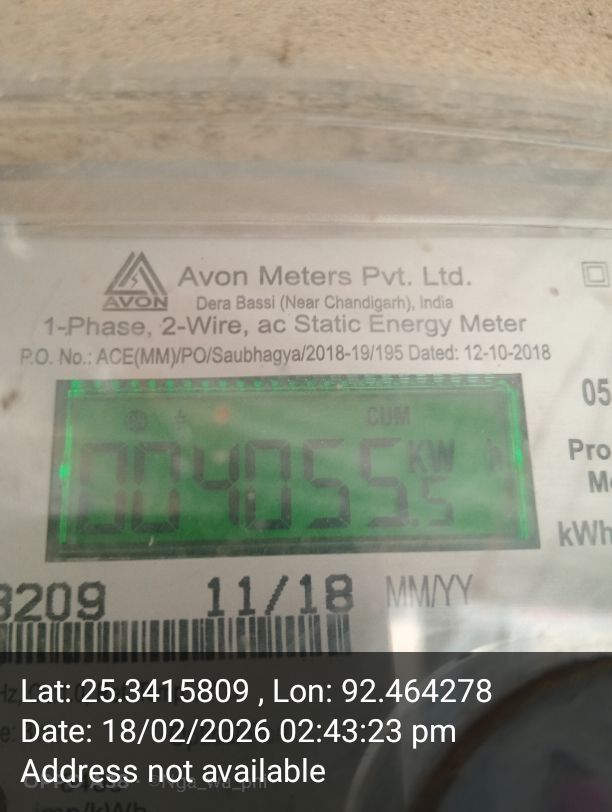 Avon Meters Pvt. Ltd.
AVON
Dera Bassi (Near Chandigarh), India
1-Phase, 2-Wire, ac Static Energy Meter
P.O. No.: ACE(MM)/PO/Saubhagya/2018-19/195 Dated: 12-10-2018
CUM
004055.5 KW h
05
Pro
M
kWh
3209 11/18 MM/YY
Lat: 25.3415809 , Lon: 92.464278
Date: 18/02/2026 02:43:23 pm
Address not available
imp/kWh